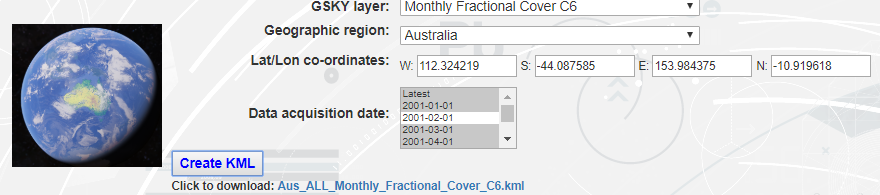 GSKY layer: Monthly Fractional Cover C6
Geographic region: Australia
Lat/Lon co-ordinates: W: 112.324219 S: -44.087585 E: 153.984375 N: -10.919618
Data acquisition date: Latest
2001-01-01
2001-02-01
2001-03-01
2001-04-01
Create KML
Click to download: Aus_ALL_Monthly_Fractional_Cover_C6.kml